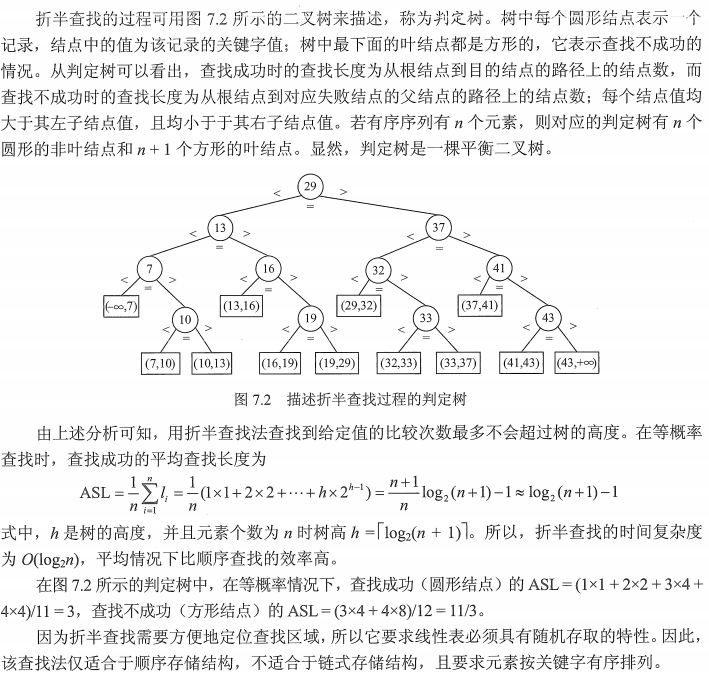 折半查找的过程可用图 7.2 所示的二叉树来描述，称为判定树。树中每个圆形结点表示一个
记录，结点中的值为该记录的关键字值；树中最下面的叶结点都是方形的，它表示查找不成功的
情况。从判定树可以看出，查找成功时的查找长度为从根结点到目的结点的路径上的结点数，而
查找不成功时的查找长度为从根结点到对应失败结点的父结点的路径上的结点数；每个结点值均
大于其左子结点值，且均小于于其右子结点值。若有序序列有 n 个元素，则对应的判定树有 n 个
圆形的非叶结点和 n + 1 个方形的叶结点。显然，判定树是一棵平衡二叉树。
29
< = >
13 37
< = > < = >
7 16 32 41
< = > < = > < = > < = >
(−∞,7) 10 (13,16) 19 (29,32) 33 (37,41) 43
< = > < = > < = > < = >
(7,10) (10,13) (16,19) (19,29) (32,33) (33,37) (41,43) (43,+∞)
图 7.2 描述折半查找过程的判定树
由上述分析可知，用折半查找法查找到给定值的比较次数最多不会超过树的高度。在等概率
查找时，查找成功的平均查找长度为
ASL = 1/n ∑_{i=1}^{n} l_i = 1/n (1×1+2×2+⋯+h×2^{h−1}) = (n+1)/n log₂(n+1)−1 ≈ log₂(n+1)−1
式中，h 是树的高度，并且元素个数为 n 时树高 h =⌈log₂(n + 1)⌉。所以，折半查找的时间复杂度
为 O(log₂n)，平均情况下比顺序查找的效率高。
在图 7.2 所示的判定树中，在等概率情况下，查找成功（圆形结点）的 ASL = (1×1 + 2×2 + 3×4 +
4×4)/11 = 3，查找不成功（方形结点）的 ASL = (3×4 + 4×8)/12 = 11/3。
因为折半查找需要方便地定位查找区域，所以它要求线性表必须具有随机存取的特性。因此，
该查找法仅适合于顺序存储结构，不适合于链式存储结构，且要求元素按关键字有序排列。